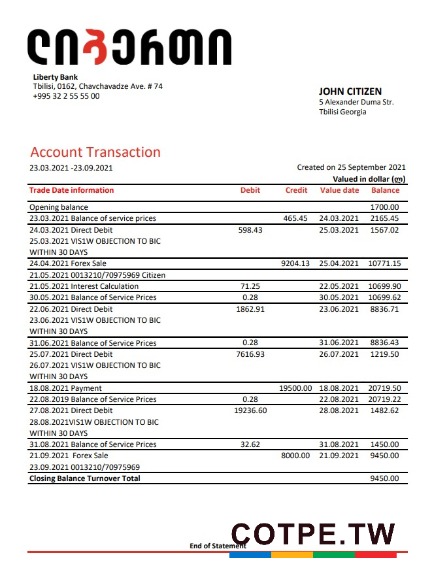 ლიბერთი
Liberty Bank
Tbilisi, 0162, Chavchavadze Ave. # 74
+995 32 2 55 55 00
JOHN CITIZEN
5 Alexander Duma Str.
Tbilisi Georgia
Account Transaction
23.03.2021 -23.09.2021 Created on 25 September 2021
Valued in dollar (ლ)
Trade Date information Debit Credit Value date Balance
Opening balance 1700.00
23.03.2021 Balance of service prices 465.45 24.03.2021 2165.45
24.03.2021 Direct Debit 598.43 25.03.2021 1567.02
25.03.2021 VIS1W OBJECTION TO BIC
WITHIN 30 DAYS
24.04.2021 Forex Sale 9204.13 25.04.2021 10771.15
21.05.2021 0013210/70975969 Citizen
21.05.2021 Interest Calculation 71.25 22.05.2021 10699.90
30.05.2021 Balance of Service Prices 0.28 30.05.2021 10699.62
22.06.2021 Direct Debit 1862.91 23.06.2021 8836.71
23.06.2021 VIS1W OBJECTION TO BIC
WITHIN 30 DAYS
31.06.2021 Balance of Service Prices 0.28 31.06.2021 8836.43
25.07.2021 Direct Debit 7616.93 26.07.2021 1219.50
26.07.2021 VIS1W OBJECTION TO BIC
WITHIN 30 DAYS
18.08.2021 Payment 19500.00 18.08.2021 20719.50
22.08.2019 Balance of Service Prices 0.28 22.08.2021 20719.22
27.08.2021 Direct Debit 19236.60 28.08.2021 1482.62
28.08.2021VIS1W OBJECTION TO BIC
WITHIN 30 DAYS
31.08.2021 Balance of Service Prices 32.62 31.08.2021 1450.00
21.09.2021 Forex Sale 8000.00 21.09.2021 9450.00
23.09.2021 0013210/70975969
Closing Balance Turnover Total 9450.00
End of Statement
COTPE.TW